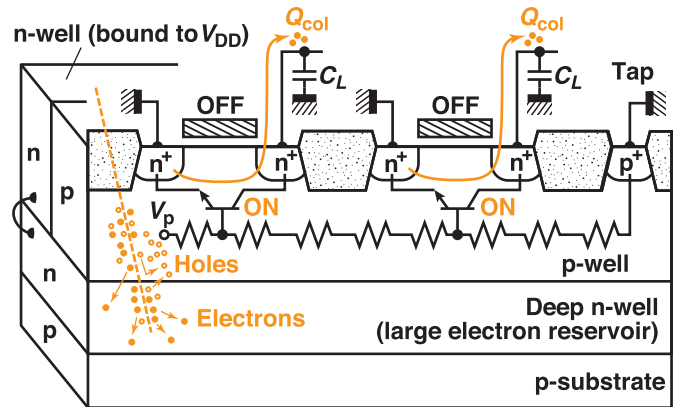 n-well (bound to VDD)
Qcol
Qcol
CL
CL
Tap
OFF
OFF
n
p
n+
n+
n+
n+
p+
Vp
ON
ON
Holes
p-well
n
Electrons
Deep n-well
(large electron reservoir)
p
p-substrate